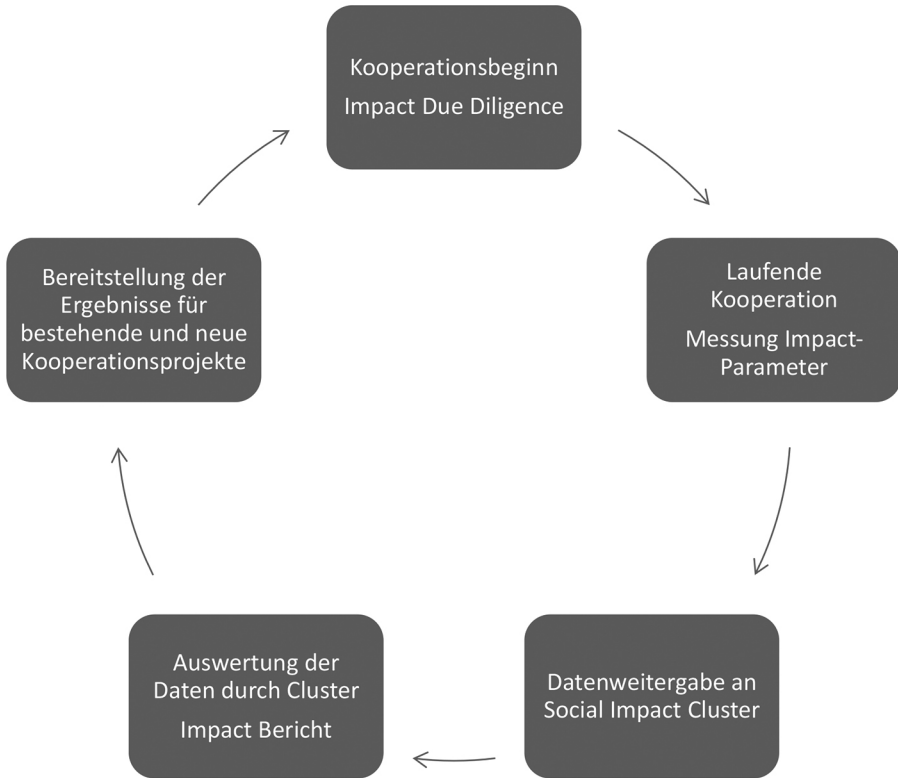 Kooperationsbeginn
Impact Due Diligence
Laufende
Kooperation
Messung Impact-
Parameter
Datenweitergabe an
Social Impact Cluster
Auswertung der
Daten durch Cluster
Impact Bericht
Bereitstellung der
Ergebnisse für
bestehende und neue
Kooperationsprojekte